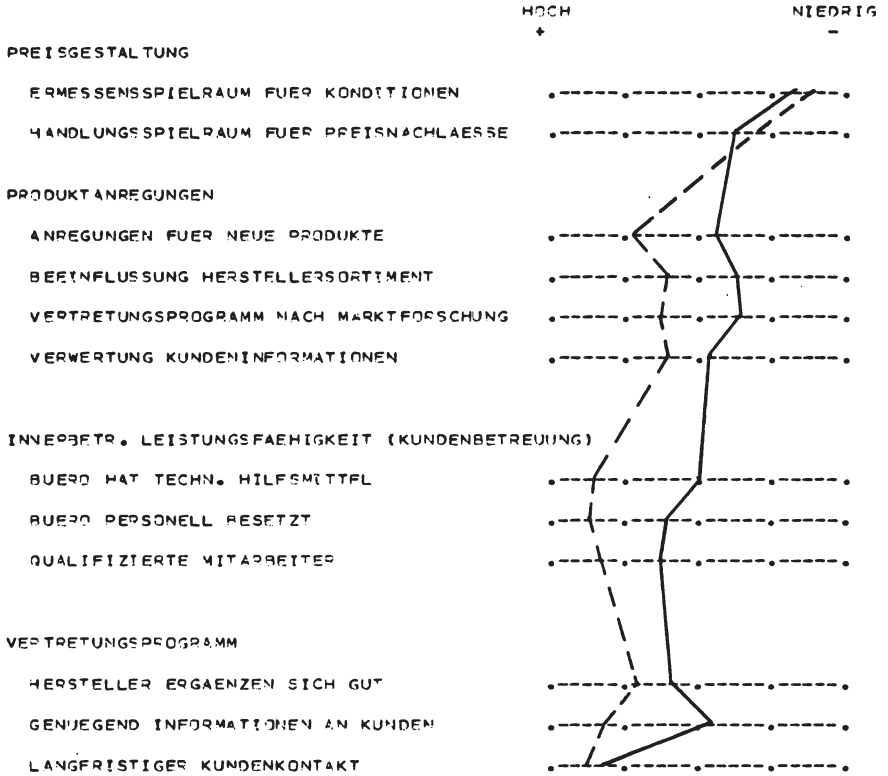 HOCH NIEDRIG
+ -
PREISGESTALTUNG
ERMESSENSSPIELRAUM FUER KONDITIONEN
HANDLUNGSSPIELRAUM FUER PREISNACHLAESSE
PRODUKTANREGUNGEN
ANREGUNGEN FUER NEUE PRODUKTE
BEEINFLUSSUNG HERSTELLERSORTIMENT
VERTRETUNGSPROGRAMM NACH MARKTFORSCHUNG
VERWERTUNG KUNDENINFORMATIONEN
INNERBETR. LEISTUNGSFAEHIGKEIT (KUNDENBETREUUNG)
BUERO HAT TECHN. HILFSMITTEL
BUERO PERSONELL BESETZT
QUALIFIZIERTE MITARBEITER
VERTRETUNGSPROGRAMM
HERSTELLER ERGAENZEN SICH GUT
GENUEGEND INFORMATIONEN AN KUNDEN
LANGFRISTIGER KUNDENKONTAKT